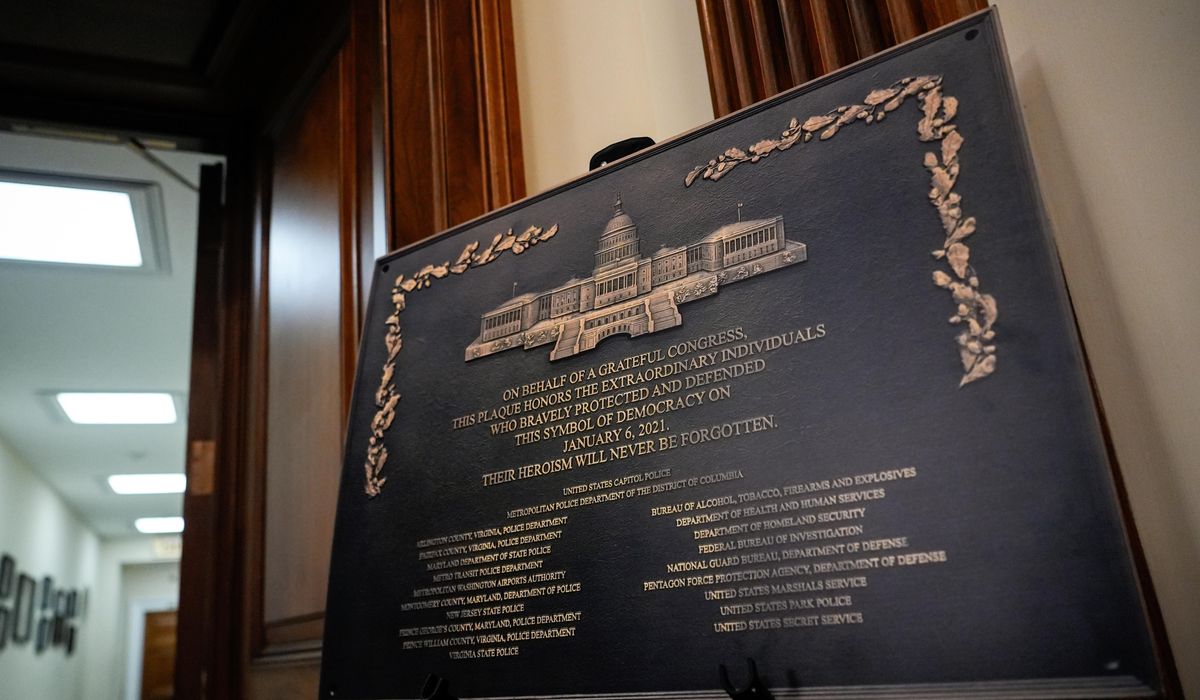 ON BEHALF OF A GRATEFUL CONGRESS,
THIS PLAQUE HONORS THE EXTRAORDINARY INDIVIDUALS
WHO BRAVELY PROTECTED AND DEFENDED
THIS SYMBOL OF DEMOCRACY ON
JANUARY 6, 2021.
THEIR HEROISM WILL NEVER BE FORGOTTEN.
UNITED STATES CAPITOL POLICE
METROPOLITAN POLICE DEPARTMENT OF THE DISTRICT OF COLUMBIA
ARLINGTON COUNTY, VIRGINIA, POLICE DEPARTMENT
FAIRFAX COUNTY, VIRGINIA, POLICE DEPARTMENT
MARYLAND DEPARTMENT OF STATE POLICE
METRO TRANSIT POLICE DEPARTMENT
METROPOLITAN WASHINGTON AIRPORTS AUTHORITY
MONTGOMERY COUNTY, MARYLAND, DEPARTMENT OF POLICE
NEW JERSEY STATE POLICE
PRINCE GEORGE'S COUNTY, MARYLAND, POLICE DEPARTMENT
PRINCE WILLIAM COUNTY, VIRGINIA, POLICE DEPARTMENT
VIRGINIA STATE POLICE
BUREAU OF ALCOHOL, TOBACCO, FIREARMS AND EXPLOSIVES
DEPARTMENT OF HEALTH AND HUMAN SERVICES
DEPARTMENT OF HOMELAND SECURITY
FEDERAL BUREAU OF INVESTIGATION
NATIONAL GUARD BUREAU, DEPARTMENT OF DEFENSE
PENTAGON FORCE PROTECTION AGENCY, DEPARTMENT OF DEFENSE
UNITED STATES MARSHALS SERVICE
UNITED STATES PARK POLICE
UNITED STATES SECRET SERVICE